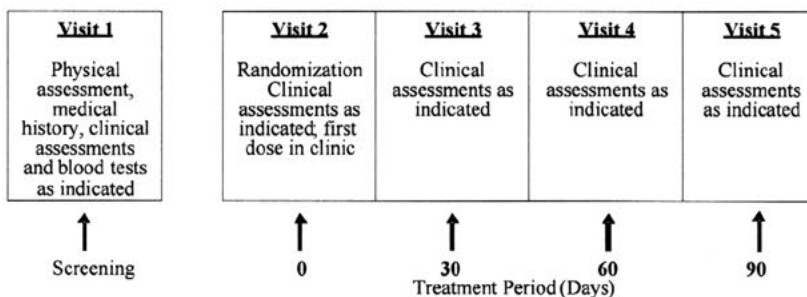 Visit 1
Physical
assessment,
medical
history, clinical
assessments
and blood tests
as indicated
Visit 2
Randomization
Clinical
assessments as
indicated; first
dose in clinic
Visit 3
Clinical
assessments as
indicated
Visit 4
Clinical
assessments as
indicated
Visit 5
Clinical
assessments
as indicated
Screening
0
30
60
90
Treatment Period (Days)